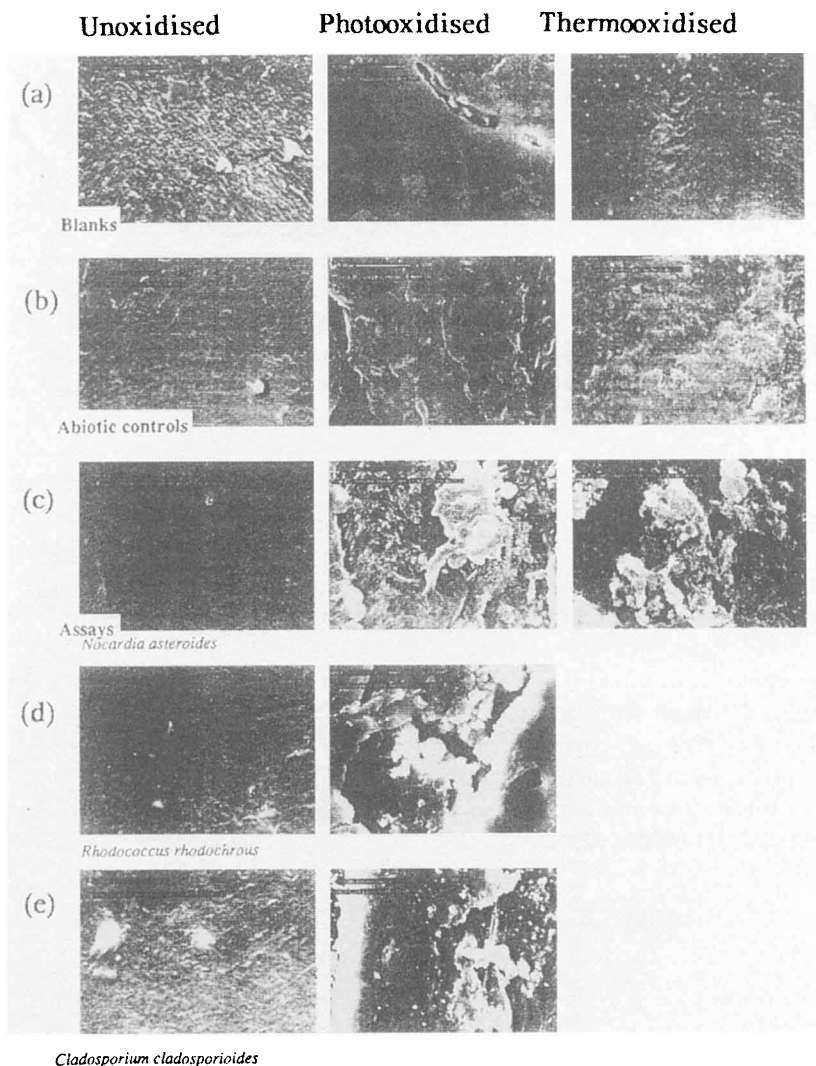 Unoxidised Photooxidised Thermooxidised
(a)
Blanks
(b)
Abiotic controls
(c)
Assays
Nocardia asteroides
(d)
Rhodococcus rhodochrous
(e)
Cladosporium cladosporioides